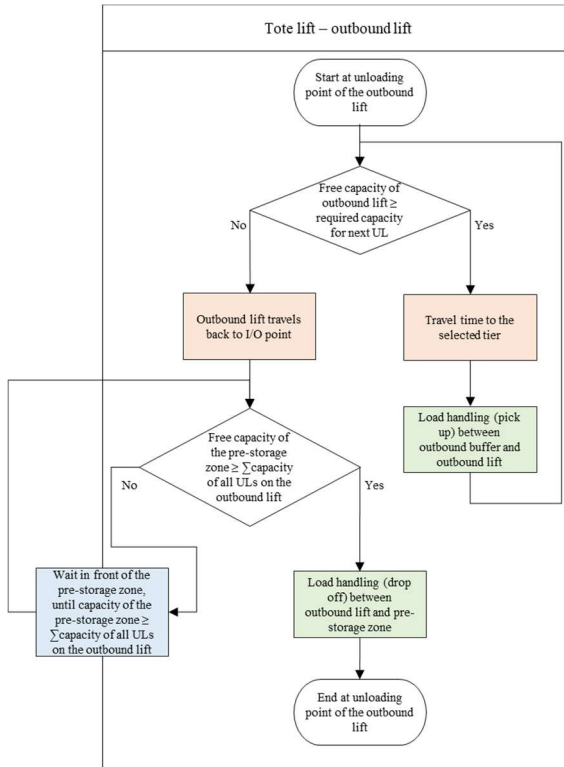 Tote lift – outbound lift
Start at unloading
point of the outbound
lift
Free capacity of
outbound lift ≥
required capacity
for next UL
No
Yes
Outbound lift travels
back to I/O point
Travel time to the
selected tier
Load handling (pick
up) between
outbound buffer and
outbound lift
Free capacity of
the pre-storage
zone ≥ ∑capacity
of all ULs on the
outbound lift
No
Yes
Wait in front of the
pre-storage zone,
until capacity of the
pre-storage zone ≥
∑capacity of all ULs
on the outbound lift
Load handling (drop
off) between
outbound lift and pre-
storage zone
End at unloading
point of the outbound
lift